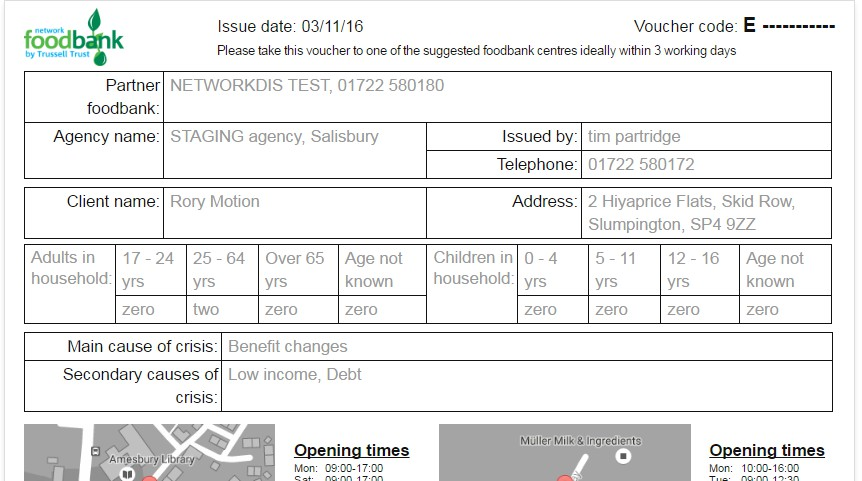 network
foodbank
by Trussell Trust
Issue date: 03/11/16
Voucher code: E -----------
Please take this voucher to one of the suggested foodbank centres ideally within 3 working days
Partner foodbank: NETWORKDIS TEST, 01722 580180
Agency name: STAGING agency, Salisbury
Issued by: tim partridge
Telephone: 01722 580172
Client name: Rory Motion
Address: 2 Hiyaprice Flats, Skid Row,
Slumpington, SP4 9ZZ
Adults in household: 17 - 24 yrs 25 - 64 yrs Over 65 yrs Age not known
zero two zero zero
Children in household: 0 - 4 yrs 5 - 11 yrs 12 - 16 yrs Age not known
zero zero zero zero
Main cause of crisis: Benefit changes
Secondary causes of crisis: Low income, Debt
Amesbury Library
Opening times
Mon: 09:00-17:00
Sat: 09:00-17:00
Müller Milk & Ingredients
Opening times
Mon: 10:00-16:00
Tue: 09:00-12:30